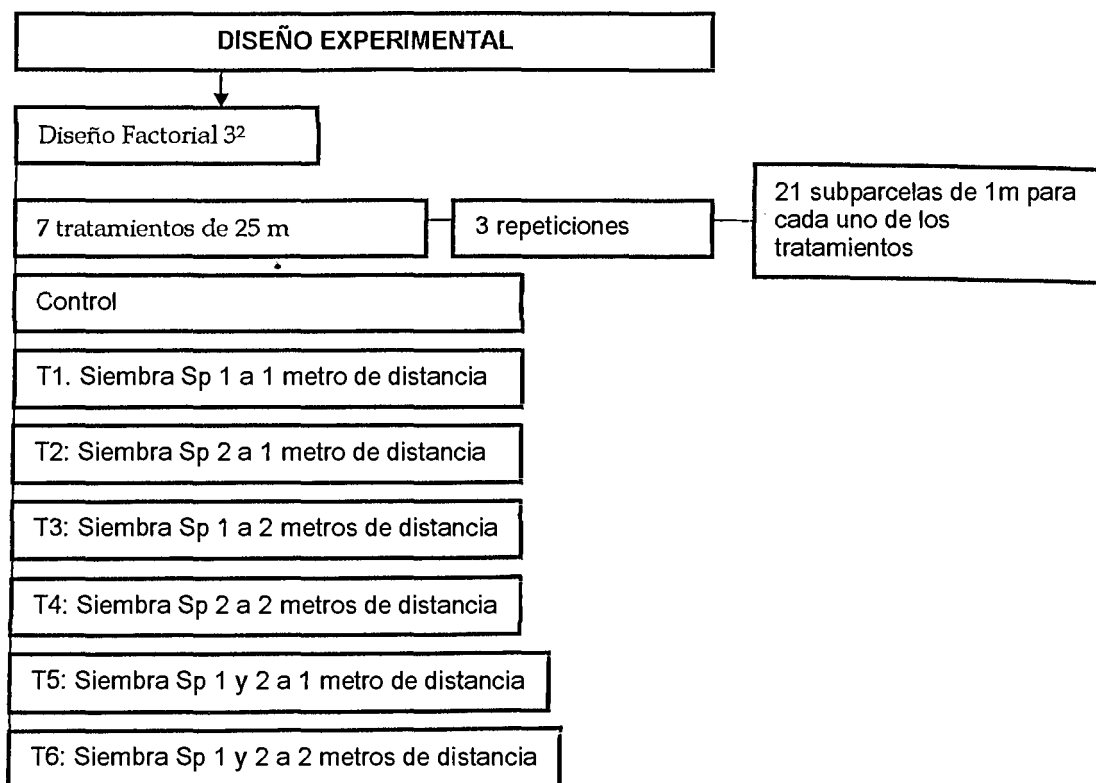 DISEÑO EXPERIMENTAL
Diseño Factorial 3²
7 tratamientos de 25 m
3 repeticiones
21 subparcelas de 1m para
cada uno de los
tratamientos
Control
T1. Siembra Sp 1 a 1 metro de distancia
T2: Siembra Sp 2 a 1 metro de distancia
T3: Siembra Sp 1 a 2 metros de distancia
T4: Siembra Sp 2 a 2 metros de distancia
T5: Siembra Sp 1 y 2 a 1 metro de distancia
T6: Siembra Sp 1 y 2 a 2 metros de distancia